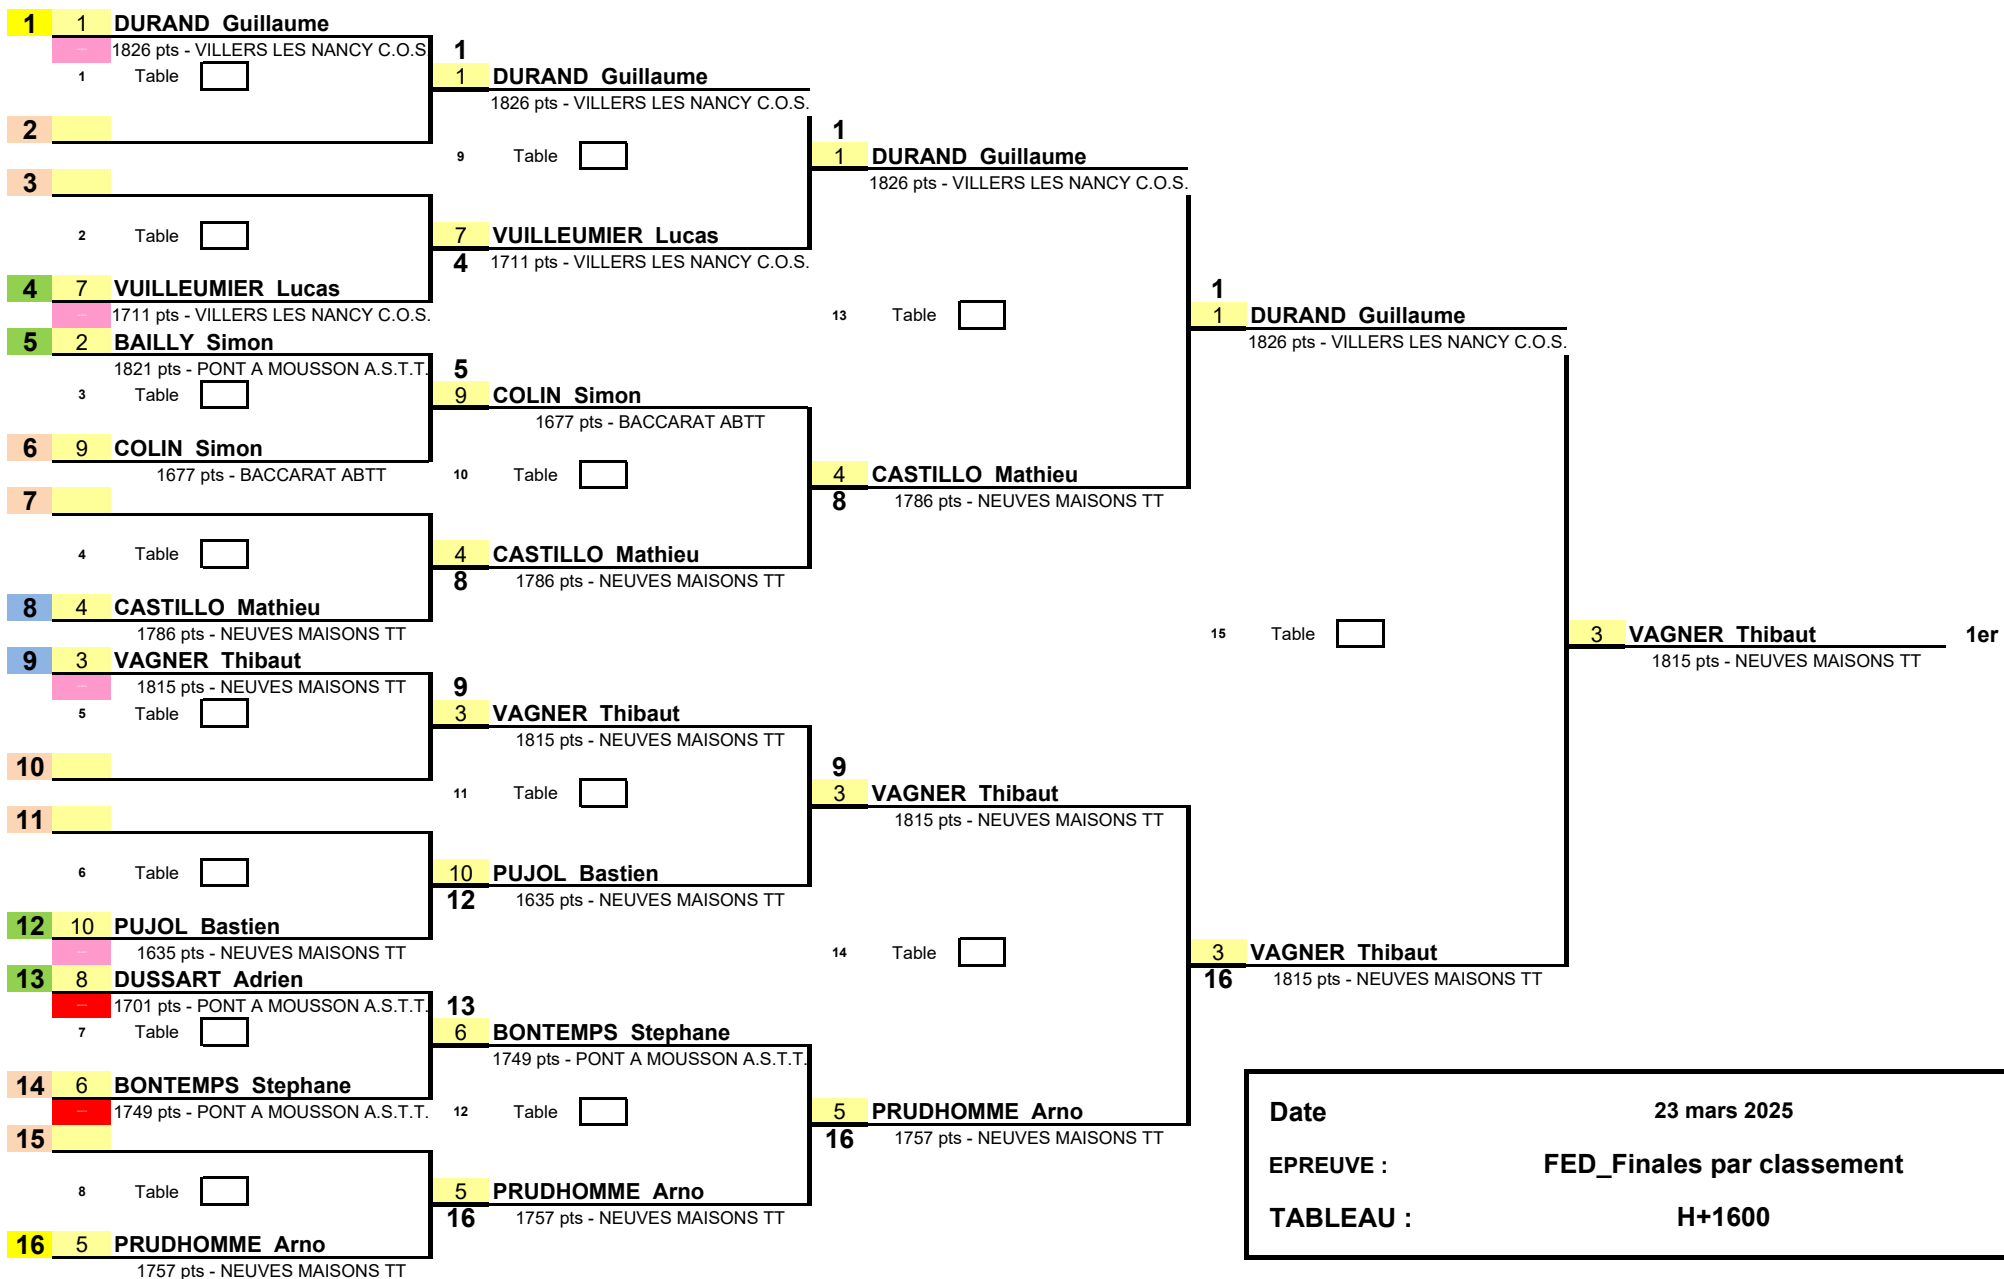 1 1 DURAND Guillaume
1826 pts - VILLERS LES NANCY C.O.S
1 Table
2
3
2 Table
4 7 VUILLEUMIER Lucas
1711 pts - VILLERS LES NANCY C.O.S.
5 2 BAILLY Simon
1821 pts - PONT A MOUSSON A.S.T.T.
3 Table
6 9 COLIN Simon
1677 pts - BACCARAT ABTT
7
4 Table
8 4 CASTILLO Mathieu
1786 pts - NEUVES MAISONS TT
9 3 VAGNER Thibaut
1815 pts - NEUVES MAISONS TT
5 Table
10
11
6 Table
12 10 PUJOL Bastien
1635 pts - NEUVES MAISONS TT
13 8 DUSSART Adrien
1701 pts - PONT A MOUSSON A.S.T.T.
7 Table
14 6 BONTEMPS Stephane
1749 pts - PONT A MOUSSON A.S.T.T.
15
8 Table
16 5 PRUDHOMME Arno
1757 pts - NEUVES MAISONS TT
1
1 DURAND Guillaume
1826 pts - VILLERS LES NANCY C.O.S.
9 Table
7 VUILLEUMIER Lucas
4 1711 pts - VILLERS LES NANCY C.O.S.
5
9 COLIN Simon
1677 pts - BACCARAT ABTT
10 Table
4 CASTILLO Mathieu
8 1786 pts - NEUVES MAISONS TT
9
3 VAGNER Thibaut
1815 pts - NEUVES MAISONS TT
11 Table
10 PUJOL Bastien
12 1635 pts - NEUVES MAISONS TT
13
6 BONTEMPS Stephane
1749 pts - PONT A MOUSSON A.S.T.T.
12 Table
5 PRUDHOMME Arno
16 1757 pts - NEUVES MAISONS TT
1
1 DURAND Guillaume
1826 pts - VILLERS LES NANCY C.O.S.
13 Table
4 CASTILLO Mathieu
8 1786 pts - NEUVES MAISONS TT
9
3 VAGNER Thibaut
1815 pts - NEUVES MAISONS TT
14 Table
5 PRUDHOMME Arno
16 1757 pts - NEUVES MAISONS TT
1
1 DURAND Guillaume
1826 pts - VILLERS LES NANCY C.O.S.
15 Table
3 VAGNER Thibaut
16 1815 pts - NEUVES MAISONS TT
3 VAGNER Thibaut 1er
1815 pts - NEUVES MAISONS TT
Date 23 mars 2025
EPREUVE : FED_Finales par classement
TABLEAU : H+1600